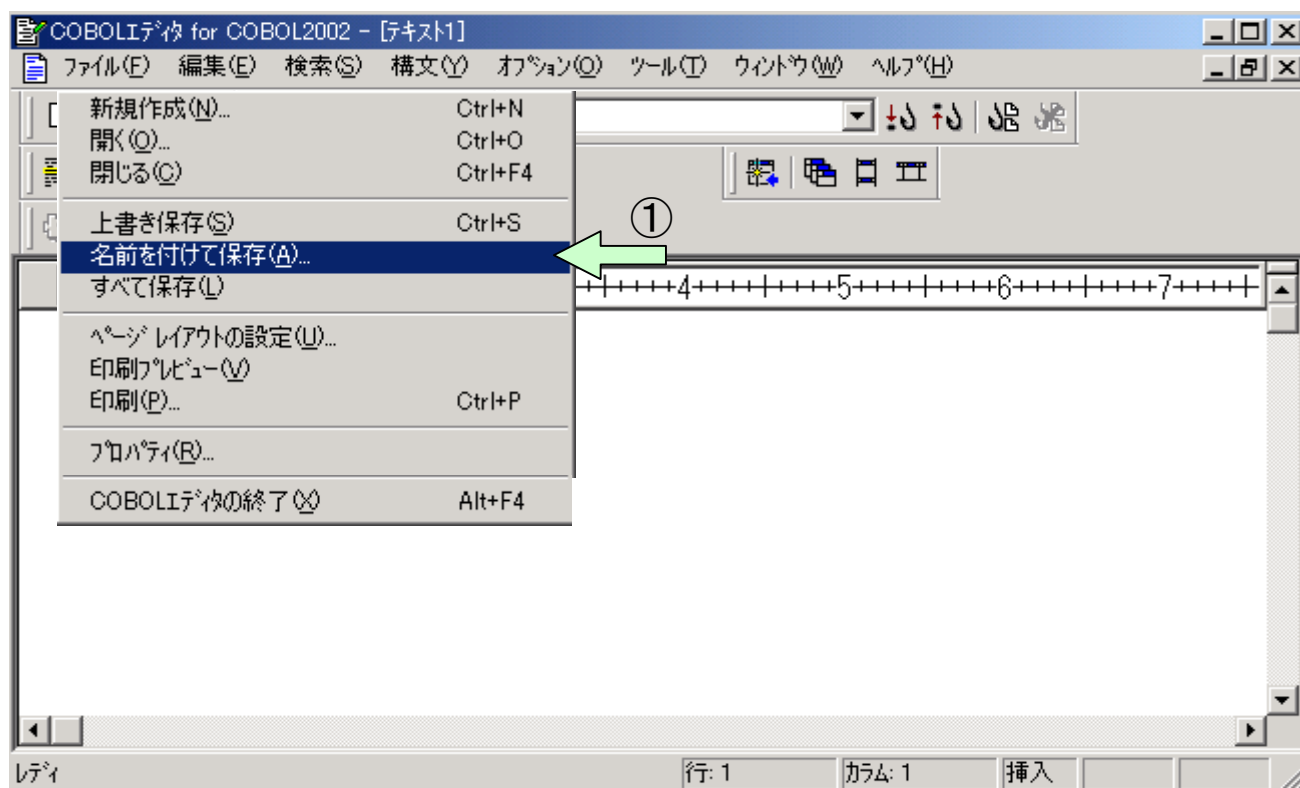 COBOLｴﾃﾞｨﾀ for COBOL2002 - [ﾃｷｽﾄ1]
ﾌｧｲﾙ(F) 編集(E) 検索(S) 構文(Y) ｵﾌﾟｼｮﾝ(O) ﾂｰﾙ(T) ｳｨﾝﾄﾞｳ(W) ﾍﾙﾌﾟ(H)
新規作成(N)... Ctrl+N
開く(O)... Ctrl+O
閉じる(C) Ctrl+F4
上書き保存(S) Ctrl+S
①
名前を付けて保存(A)...
すべて保存(L)
4 5 6 7
ﾍﾟｰｼﾞ ﾚｲｱｳﾄの設定(U)...
印刷ﾌﾟﾚﾋﾞｭｰ(V)
印刷(P)... Ctrl+P
ﾌﾟﾛﾊﾟﾃｨ(R)...
COBOLｴﾃﾞｨﾀの終了(X) Alt+F4
ﾚﾃﾞｨ 行: 1 ｶﾗﾑ: 1 挿入